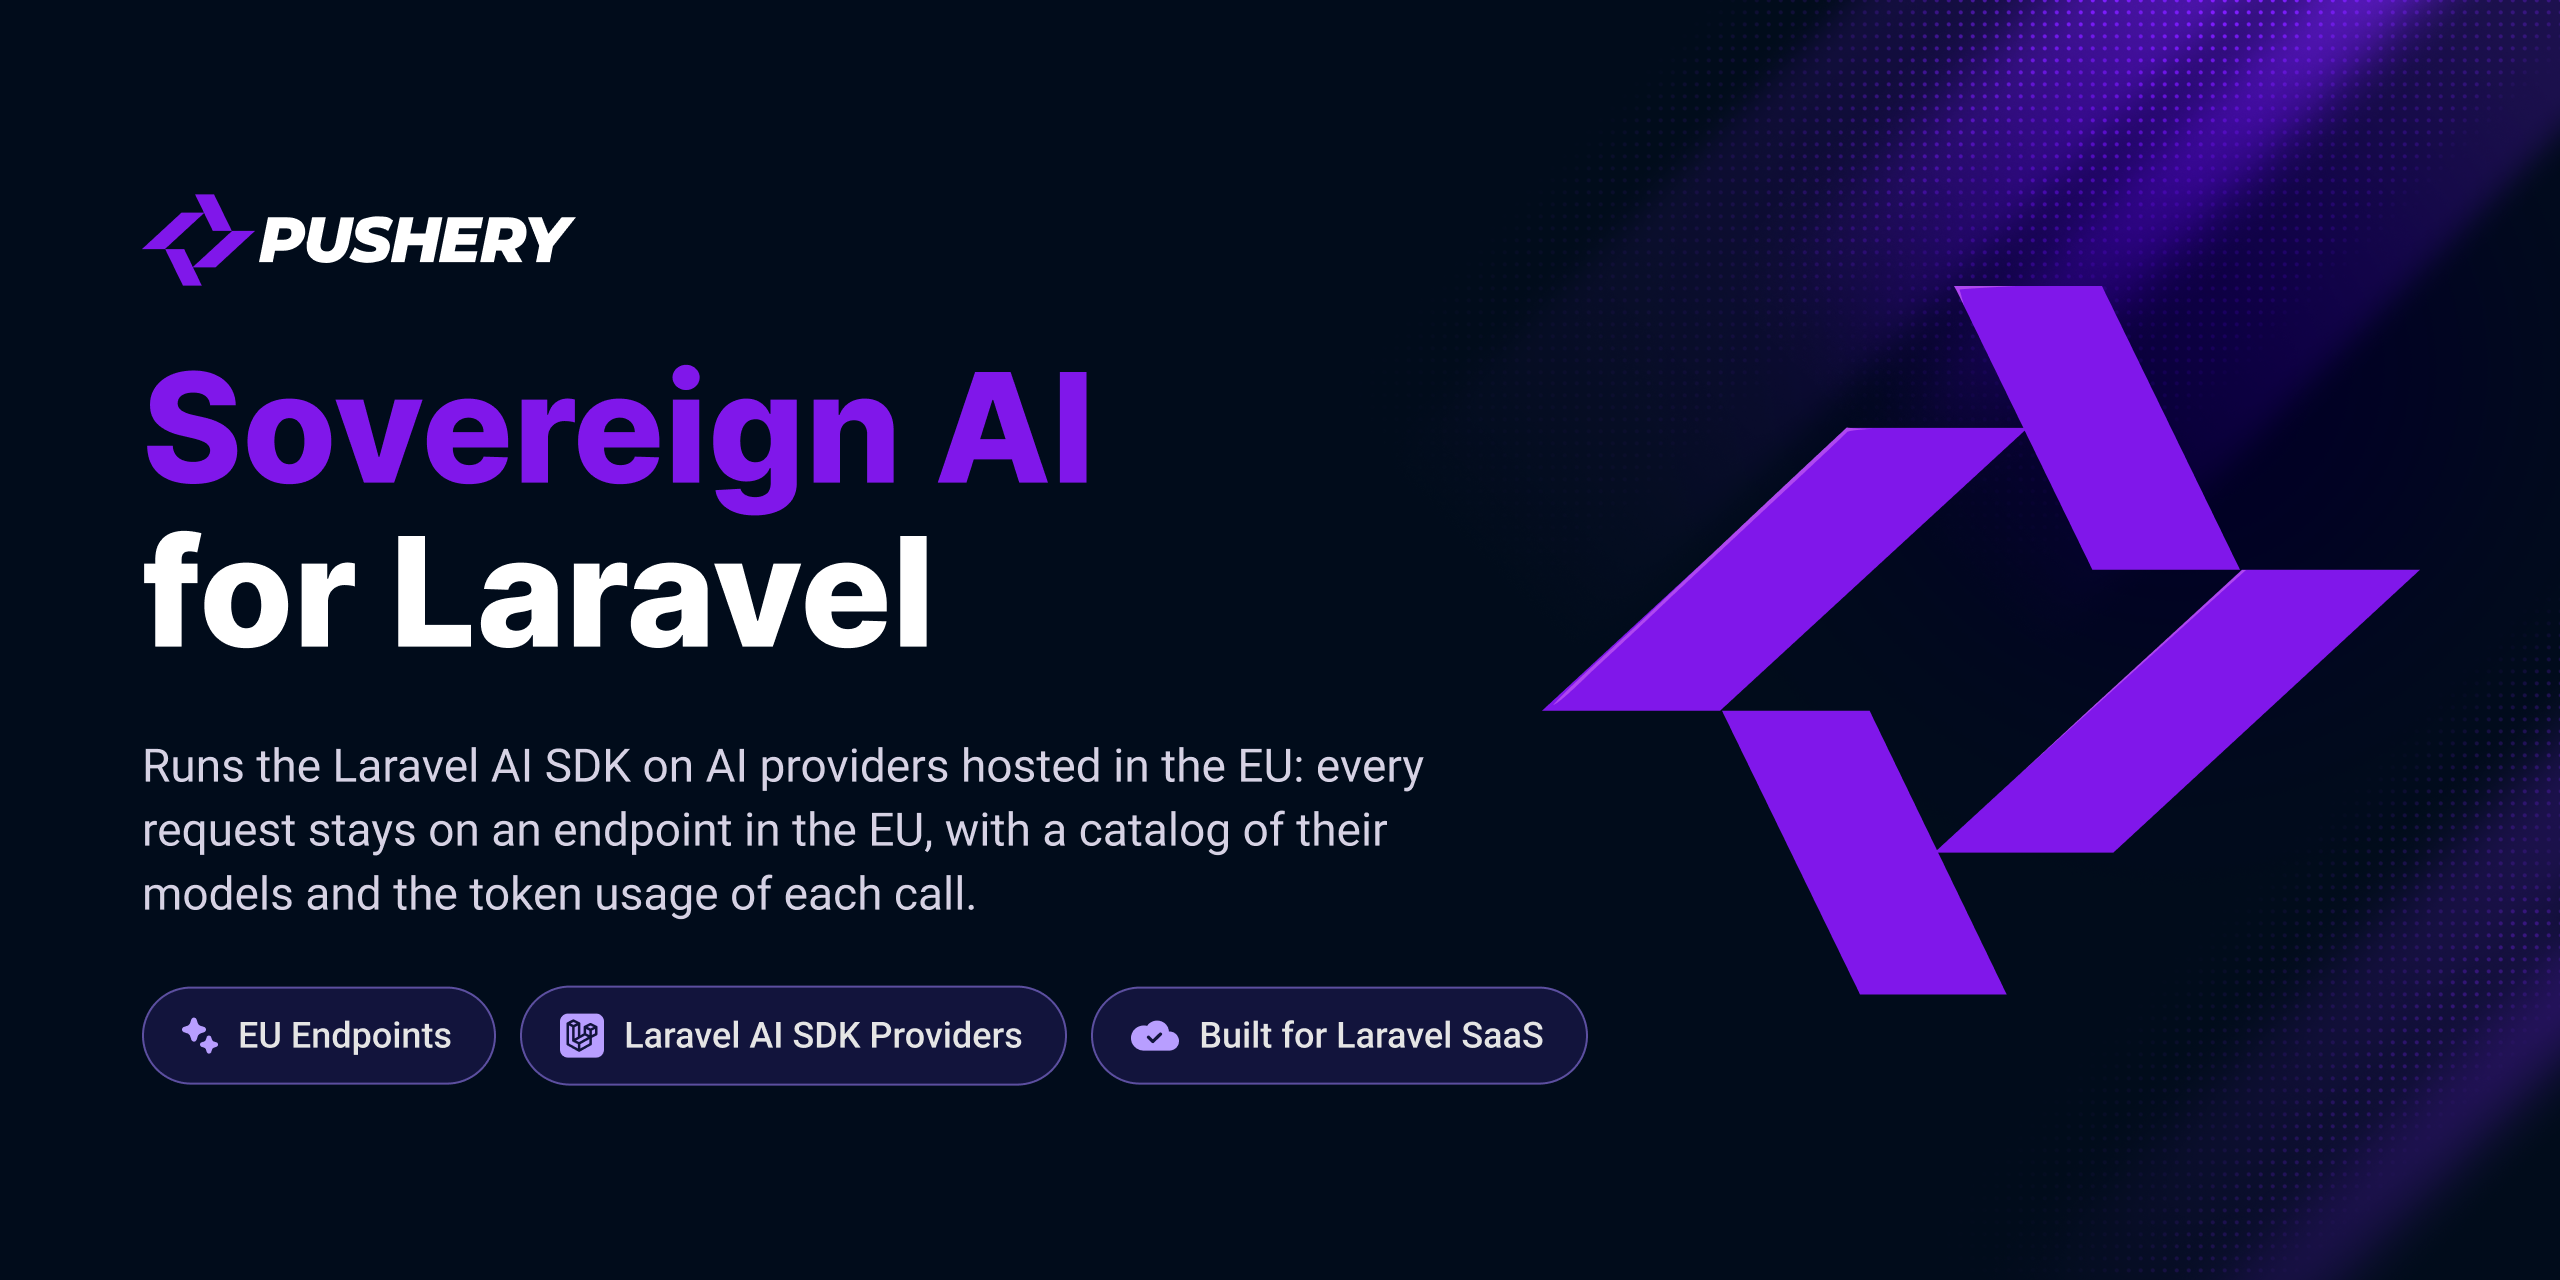 PUSHERY
Sovereign AI
for Laravel
Runs the Laravel AI SDK on AI providers hosted in the EU: every
request stays on an endpoint in the EU, with a catalog of their
models and the token usage of each call.
EU Endpoints
Laravel AI SDK Providers
Built for Laravel SaaS